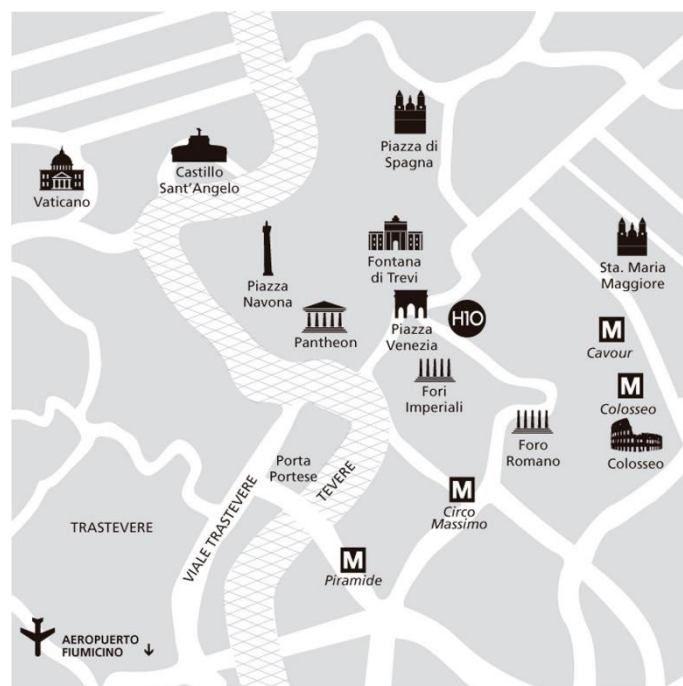 Piazza di
Spagna
Castillo
Sant'Angelo
Vaticano
Fontana
di Trevi
Sta. Maria
Maggiore
Piazza
Navona
Pantheon
Piazza
Venezia
H10
M
Cavour
Fori
Imperiali
M
Colosseo
Foro
Romano
Colosseo
Porta
Portese
TEVERE
M
Circo
Massimo
TRASTEVERE
VIALE TRASTEVERE
M
Piramide
AEROPUERTO
FIUMICINO